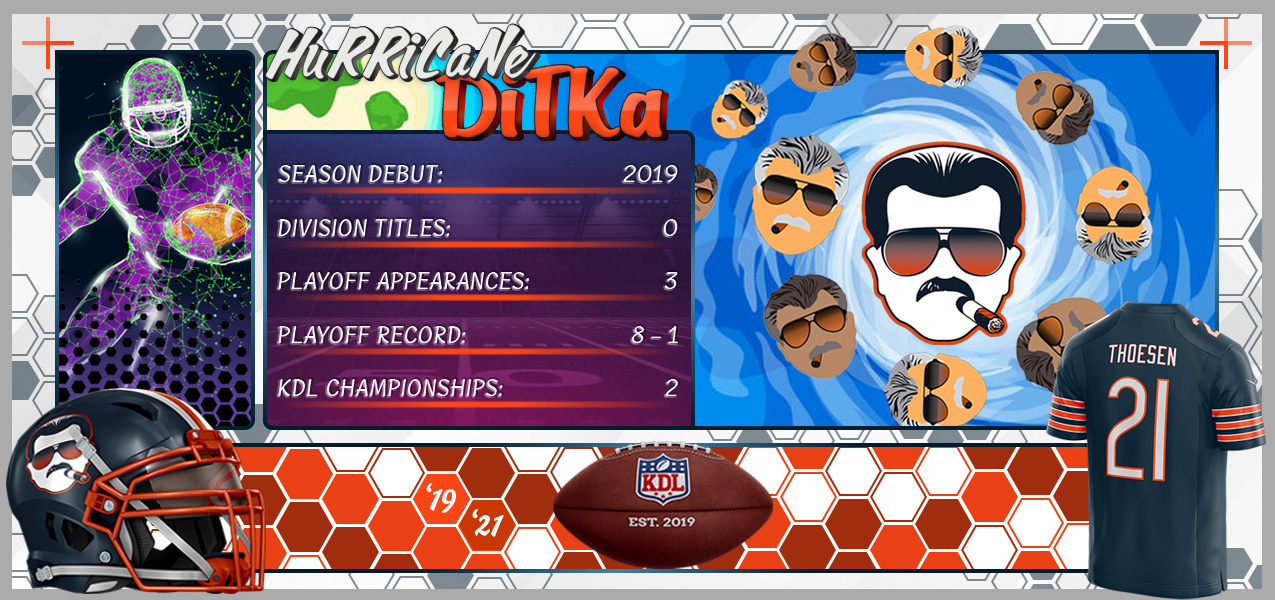 HuRRiCaNe
DiTKa
SEASON DEBUT: 2019
DIVISION TITLES: 0
PLAYOFF APPEARANCES: 3
PLAYOFF RECORD: 8 – 1
KDL CHAMPIONSHIPS: 2
THOESEN
21
'19
'21
KDL
EST. 2019